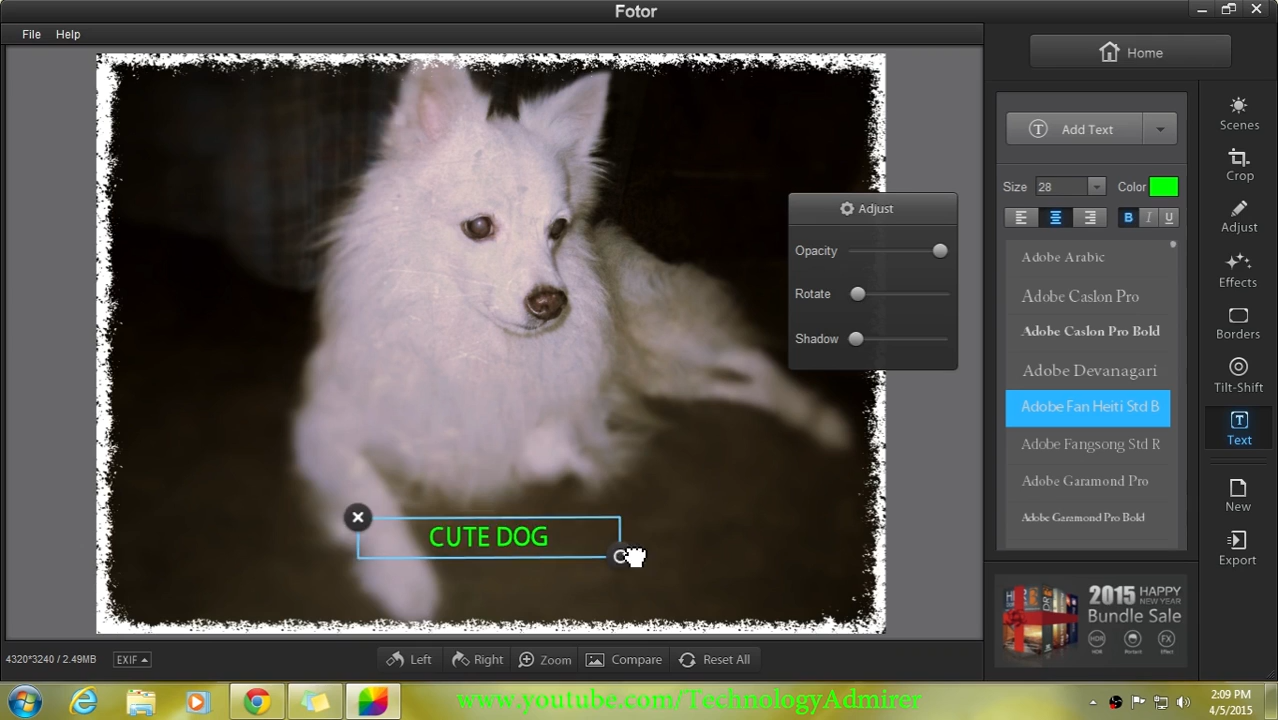 Fotor
File Help
Home
Add Text
Size 28 Color
B I U
Adobe Arabic
Adobe Caslon Pro
Adobe Caslon Pro Bold
Adobe Devanagari
Adobe Fan Heiti Std B
Adobe Fangsong Std R
Adobe Garamond Pro
Adobe Garamond Pro Bold
Scenes
Crop
Adjust
Effects
Borders
Tilt-Shift
Text
New
Export
Adjust
Opacity
Rotate
Shadow
CUTE DOG
2015 HAPPY NEW YEAR
Bundle Sale
HDR
FX
4320*3240 / 2.49MB EXIF
Left Right Zoom Compare Reset All
www.youtube.com/TechnologyAdmirer
2:09 PM
4/5/2015